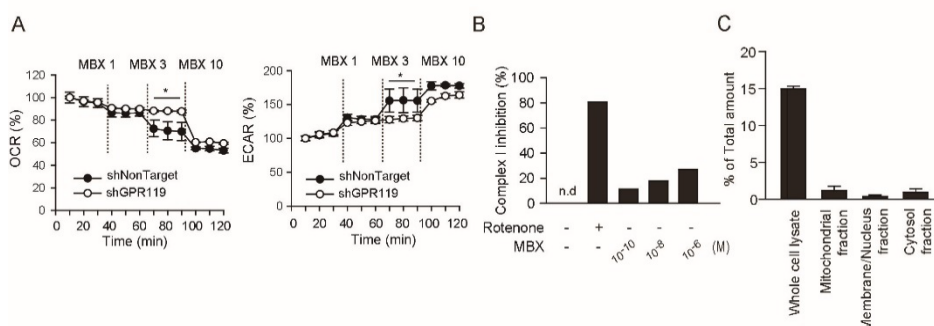 A
MBX 1 MBX 3 MBX 10
OCR (%)
120
100
80
60
40
20
0
*
shNonTarget
shGPR119
0 20 40 60 80 100 120
Time (min)
MBX 1 MBX 3 MBX 10
ECAR (%)
200
150
100
50
0
*
shNonTarget
shGPR119
0 20 40 60 80 100 120
Time (min)
B
Complex I inhibition (%)
100
80
60
40
20
0
n.d
Rotenone - + - - -
MBX - - 10-10 10-8 10-6 (M)
C
% of Total amount
20
15
10
5
0
Whole cell lysate
Mitochondrial
fraction
Membrane/Nucleus
fraction
Cytosol
fraction